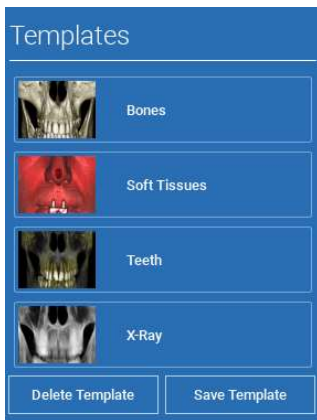 Templates
Bones
Soft Tissues
Teeth
X-Ray
Delete Template
Save Template